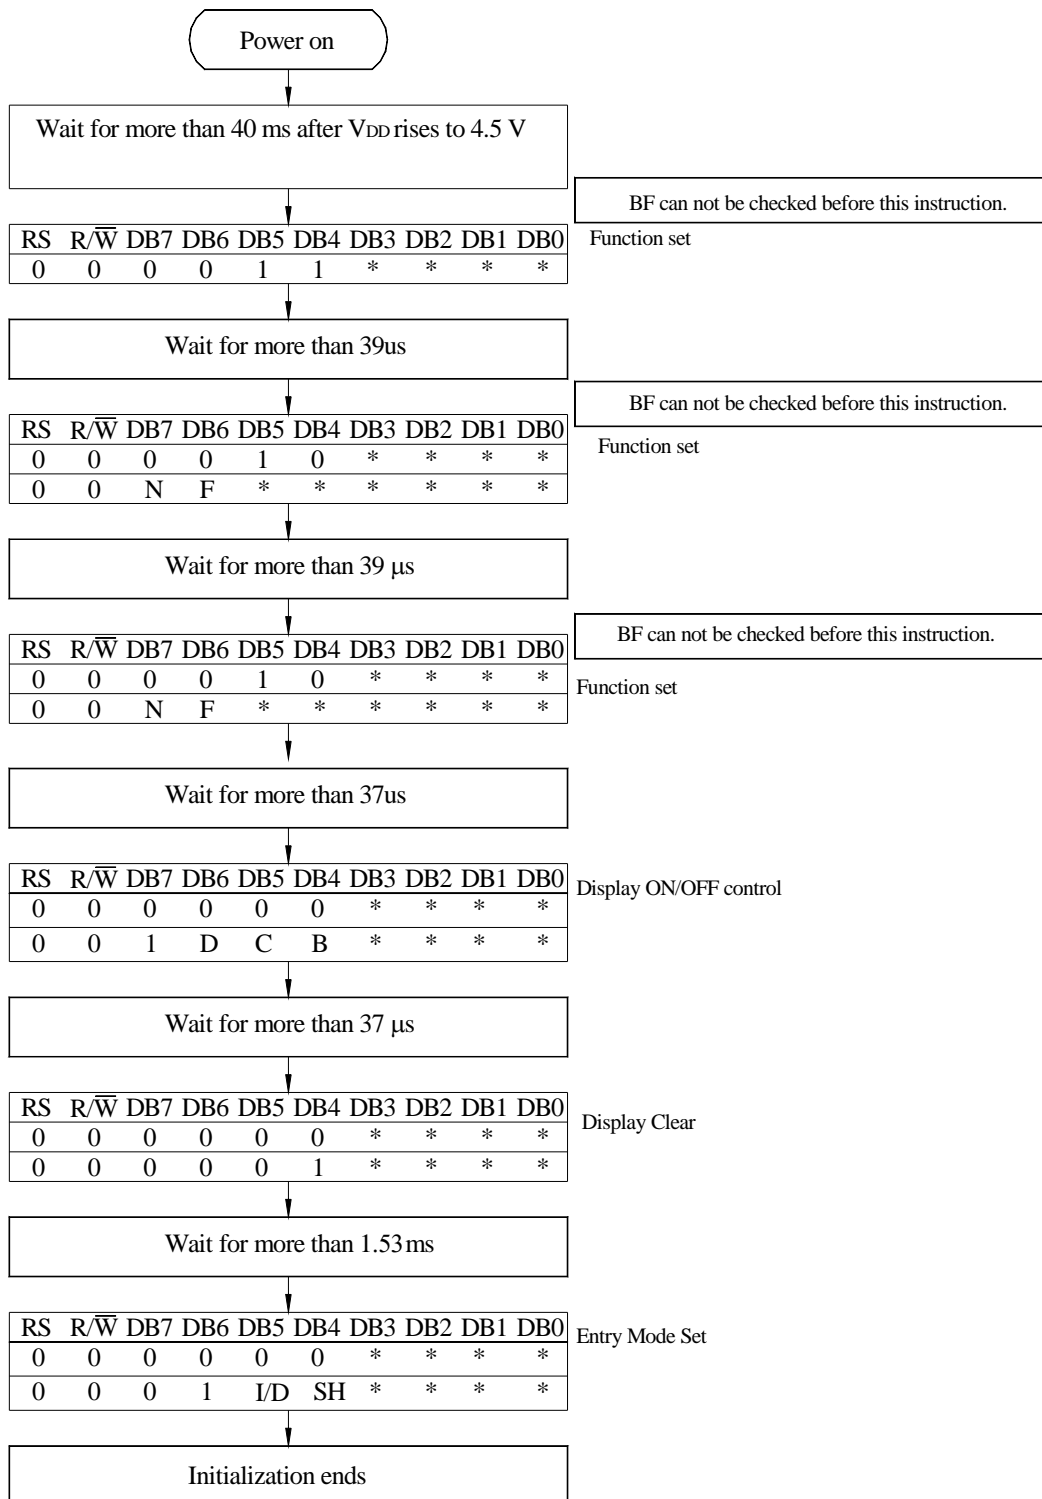 Power on
Wait for more than 40 ms after VDD rises to 4.5 V
BF can not be checked before this instruction.
RS R/W̅ DB7 DB6 DB5 DB4 DB3 DB2 DB1 DB0
Function set
0 0 0 0 1 1 * * * *
Wait for more than 39us
BF can not be checked before this instruction.
RS R/W̅ DB7 DB6 DB5 DB4 DB3 DB2 DB1 DB0
Function set
0 0 0 0 1 0 * * * *
0 0 N F * * * * * *
Wait for more than 39 µs
BF can not be checked before this instruction.
RS R/W̅ DB7 DB6 DB5 DB4 DB3 DB2 DB1 DB0
0 0 0 0 1 0 * * * *
Function set
0 0 N F * * * * * *
Wait for more than 37us
RS R/W̅ DB7 DB6 DB5 DB4 DB3 DB2 DB1 DB0
Display ON/OFF control
0 0 0 0 0 0 * * * *
0 0 1 D C B * * * *
Wait for more than 37 µs
RS R/W̅ DB7 DB6 DB5 DB4 DB3 DB2 DB1 DB0
Display Clear
0 0 0 0 0 0 * * * *
0 0 0 0 0 1 * * * *
Wait for more than 1.53ms
RS R/W̅ DB7 DB6 DB5 DB4 DB3 DB2 DB1 DB0
Entry Mode Set
0 0 0 0 0 0 * * * *
0 0 0 1 I/D SH * * * *
Initialization ends